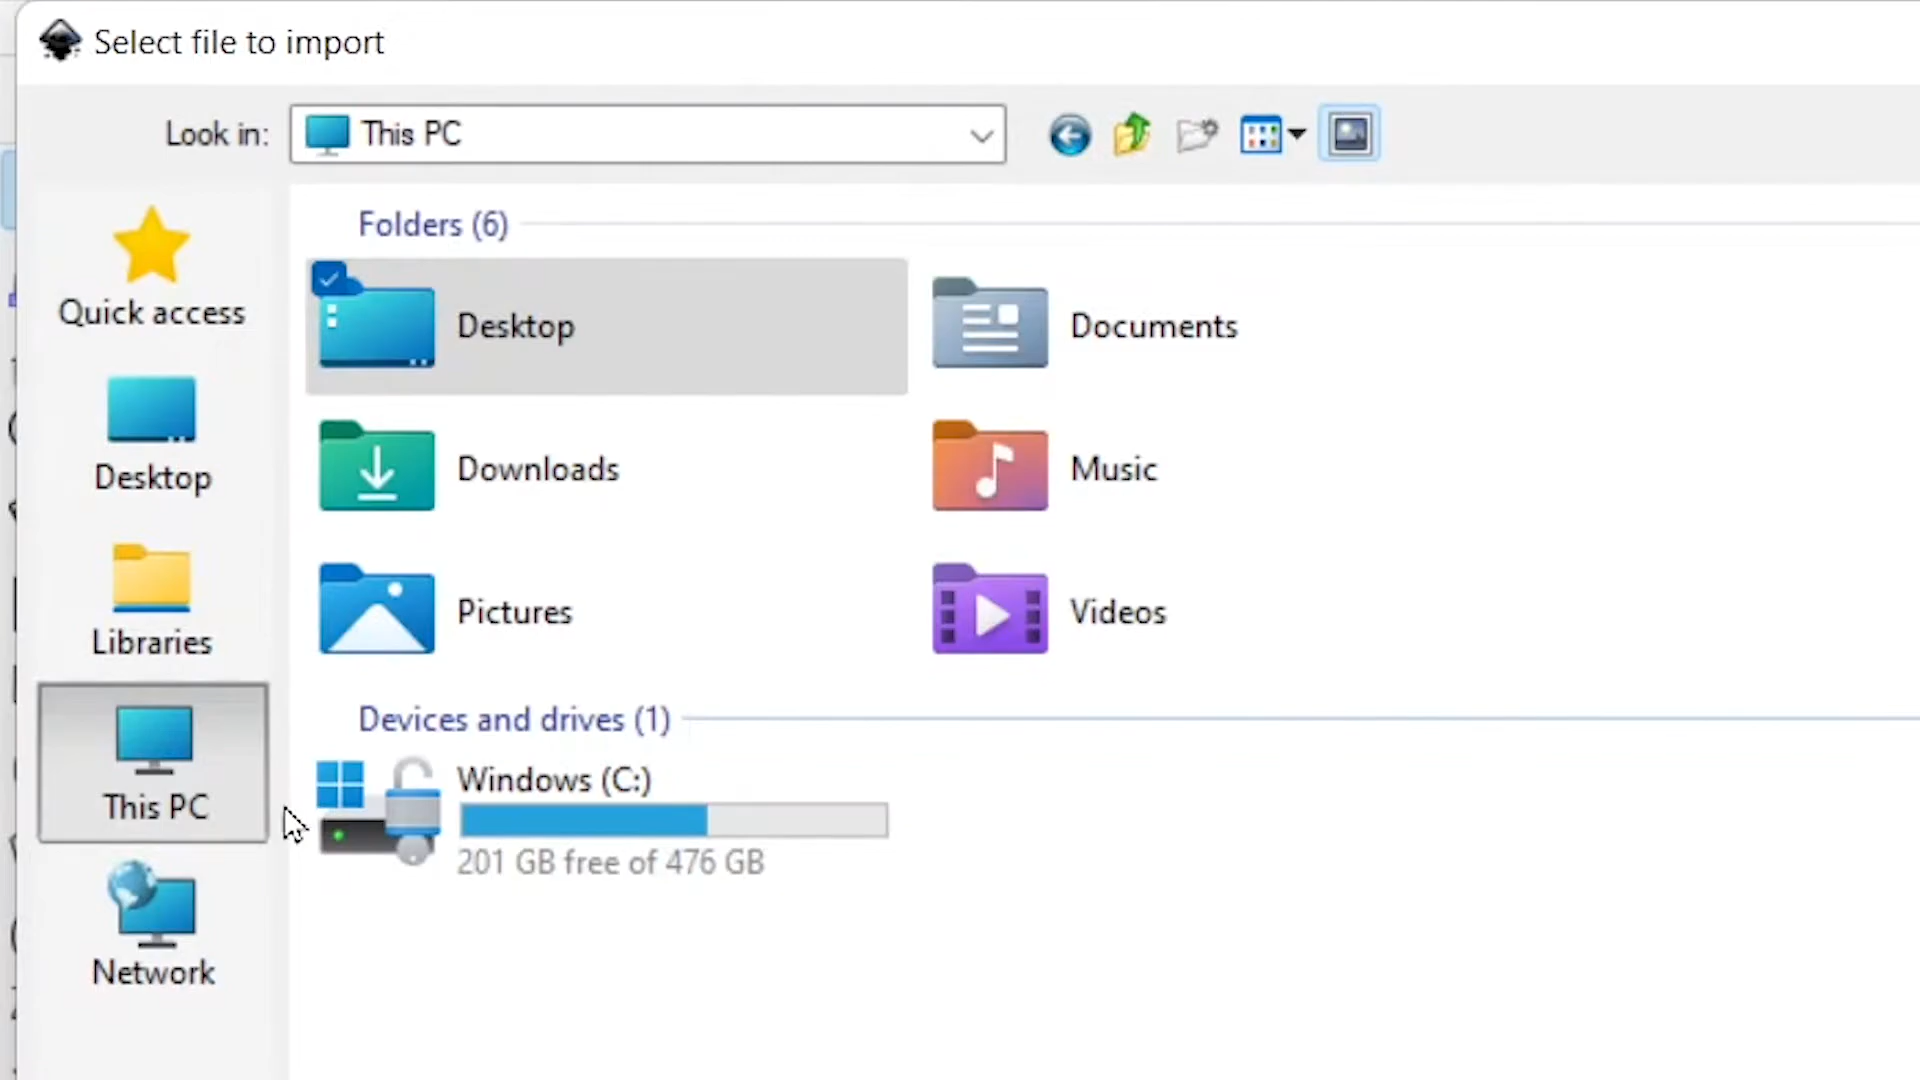 Select file to import
Look in:
This PC
Quick access
Desktop
Libraries
This PC
Network
Folders (6)
Desktop
Documents
Downloads
Music
Pictures
Videos
Devices and drives (1)
Windows (C:)
201 GB free of 476 GB